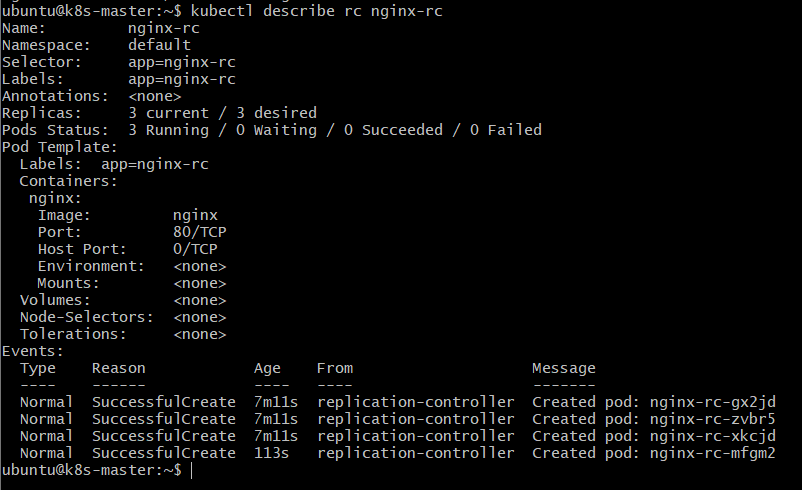 ubuntu@k8s-master:~$ kubectl describe rc nginx-rc
Name:         nginx-rc
Namespace:    default
Selector:     app=nginx-rc
Labels:       app=nginx-rc
Annotations:  <none>
Replicas:     3 current / 3 desired
Pods Status:  3 Running / 0 Waiting / 0 Succeeded / 0 Failed
Pod Template:
  Labels:  app=nginx-rc
  Containers:
   nginx:
    Image:         nginx
    Port:          80/TCP
    Host Port:     0/TCP
    Environment:   <none>
    Mounts:        <none>
  Volumes:         <none>
  Node-Selectors:  <none>
  Tolerations:     <none>
Events:
  Type    Reason            Age    From                    Message
  ----    ------            ----   ----                    -------
  Normal  SuccessfulCreate  7m11s  replication-controller  Created pod: nginx-rc-gx2jd
  Normal  SuccessfulCreate  7m11s  replication-controller  Created pod: nginx-rc-zvbr5
  Normal  SuccessfulCreate  7m11s  replication-controller  Created pod: nginx-rc-xkcjd
  Normal  SuccessfulCreate  113s   replication-controller  Created pod: nginx-rc-mfgm2
ubuntu@k8s-master:~$